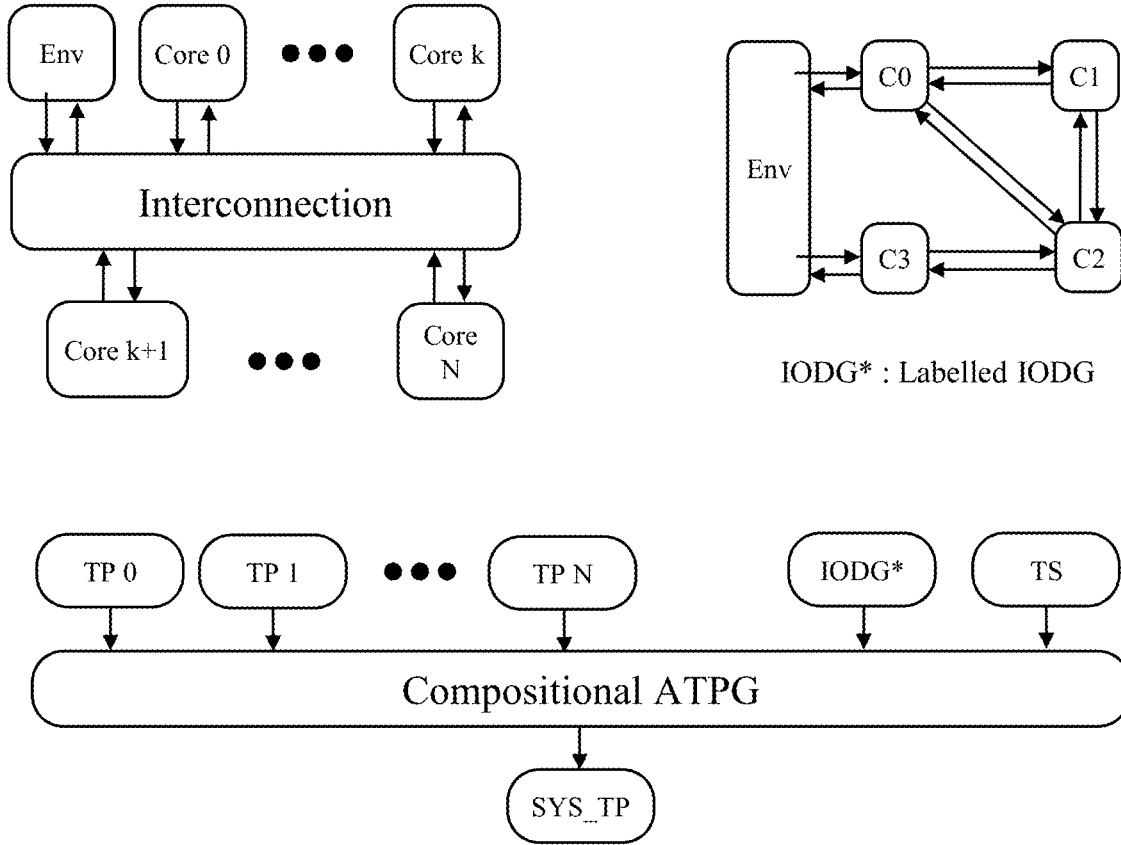 Env
Core 0
Core k
Interconnection
Core k+1
Core
N
Env
C0
C1
C3
C2
IODG* : Labelled IODG
TP 0
TP 1
TP N
IODG*
TS
Compositional ATPG
SYS_TP